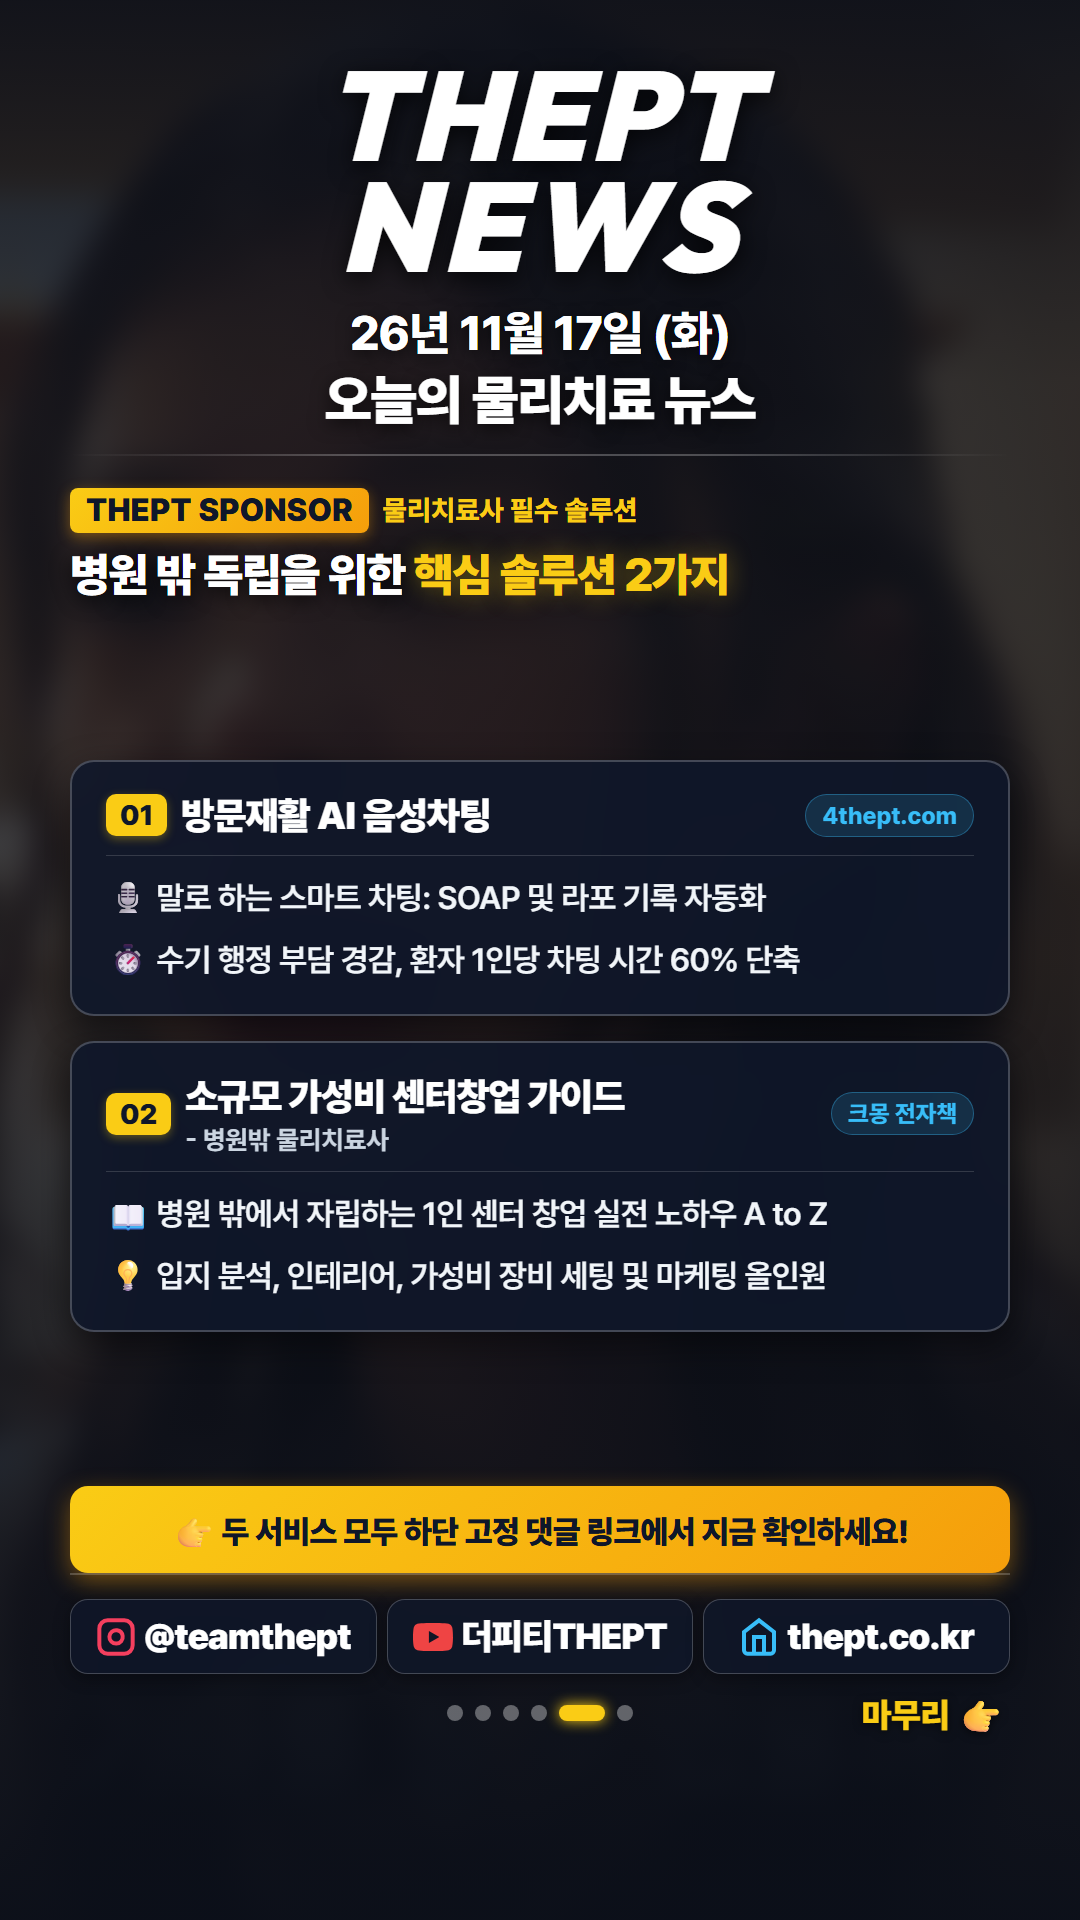 THEPT
NEWS
26년 11월 17일 (화)
오늘의 물리치료 뉴스
THEPT SPONSOR 물리치료사 필수 솔루션
병원 밖 독립을 위한 핵심 솔루션 2가지
01 방문재활 AI 음성차팅 4thept.com
말로 하는 스마트 차팅: SOAP 및 라포 기록 자동화
수기 행정 부담 경감, 환자 1인당 차팅 시간 60% 단축
02 소규모 가성비 센터창업 가이드 크몽 전자책
- 병원밖 물리치료사
병원 밖에서 자립하는 1인 센터 창업 실전 노하우 A to Z
입지 분석, 인테리어, 가성비 장비 세팅 및 마케팅 올인원
두 서비스 모두 하단 고정 댓글 링크에서 지금 확인하세요!
@teamthept 더피티THEPT thept.co.kr
마무리